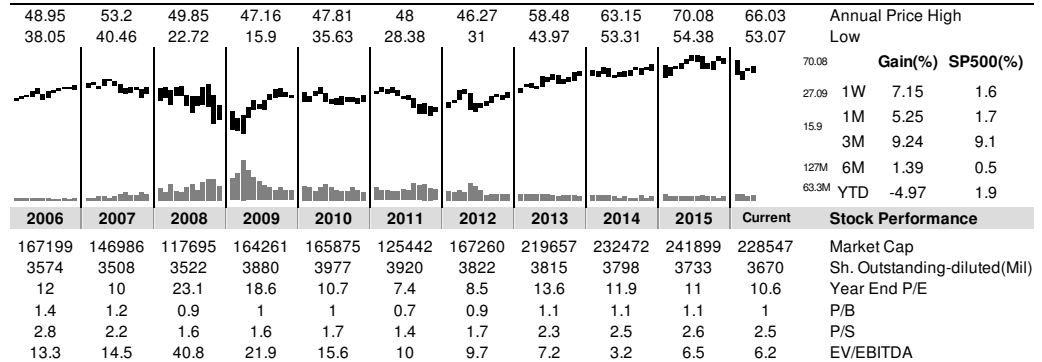 48.95 53.2 49.85 47.16 47.81 48 46.27 58.48 63.15 70.08 66.03 Annual Price High
38.05 40.46 22.72 15.9 35.63 28.38 31 43.97 53.31 54.38 53.07 Low
70.08 Gain(%) SP500(%)
27.09 1W 7.15 1.6
1M 5.25 1.7
15.9
3M 9.24 9.1
127M 6M 1.39 0.5
63.3M YTD -4.97 1.9
2006 2007 2008 2009 2010 2011 2012 2013 2014 2015 Current Stock Performance
167199 146986 117695 164261 165875 125442 167260 219657 232472 241899 228547 Market Cap
3574 3508 3522 3880 3977 3920 3822 3815 3798 3733 3670 Sh. Outstanding-diluted(Mil)
12 10 23.1 18.6 10.7 7.4 8.5 13.6 11.9 11 10.6 Year End P/E
1.4 1.2 0.9 1 1 0.7 0.9 1.1 1.1 1.1 1 P/B
2.8 2.2 1.6 1.6 1.7 1.4 1.7 2.3 2.5 2.6 2.5 P/S
13.3 14.5 40.8 21.9 15.6 10 9.7 7.2 3.2 6.5 6.2 EV/EBITDA